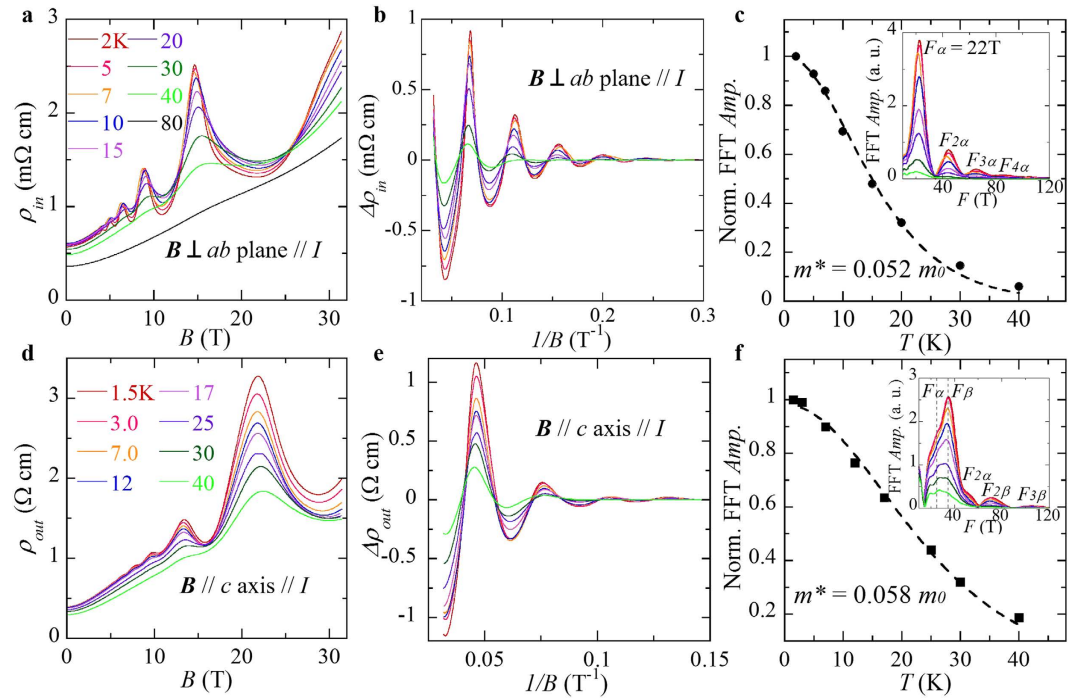 a
3
2
1
0
ρin (mΩ cm)
2K
5
7
10
15
20
30
40
80
B ⊥ ab plane // I
0
10
20
30
B (T)
b
1
0.5
0
-0.5
-1
Δρin (mΩ cm)
B ⊥ ab plane // I
0.1
0.2
0.3
1/B (T-1)
c
1.0
0.8
0.6
0.4
0.2
0
Norm. FFT Amp.
m* = 0.052 m0
0
10
20
30
40
T (K)
4
2
0
FFT Amp. (a. u.)
Fα = 22T
F2α
F3α
F4α
40
80
120
F (T)
d
3
2
1
0
ρout (Ω cm)
1.5K
3.0
7.0
12
17
25
30
40
B // c axis // I
0
10
20
30
B (T)
e
1
0.5
0
-0.5
-1
Δρout (Ω cm)
B // c axis // I
0.05
0.1
0.15
1/B (T-1)
f
1.0
0.8
0.6
0.4
0.2
Norm. FFT Amp.
m* = 0.058 m0
0
10
20
30
40
T (K)
3
2
1
0
FFT Amp. (a. u.)
Fα
Fβ
F2α
F2β
F3β
0
40
80
120
F (T)